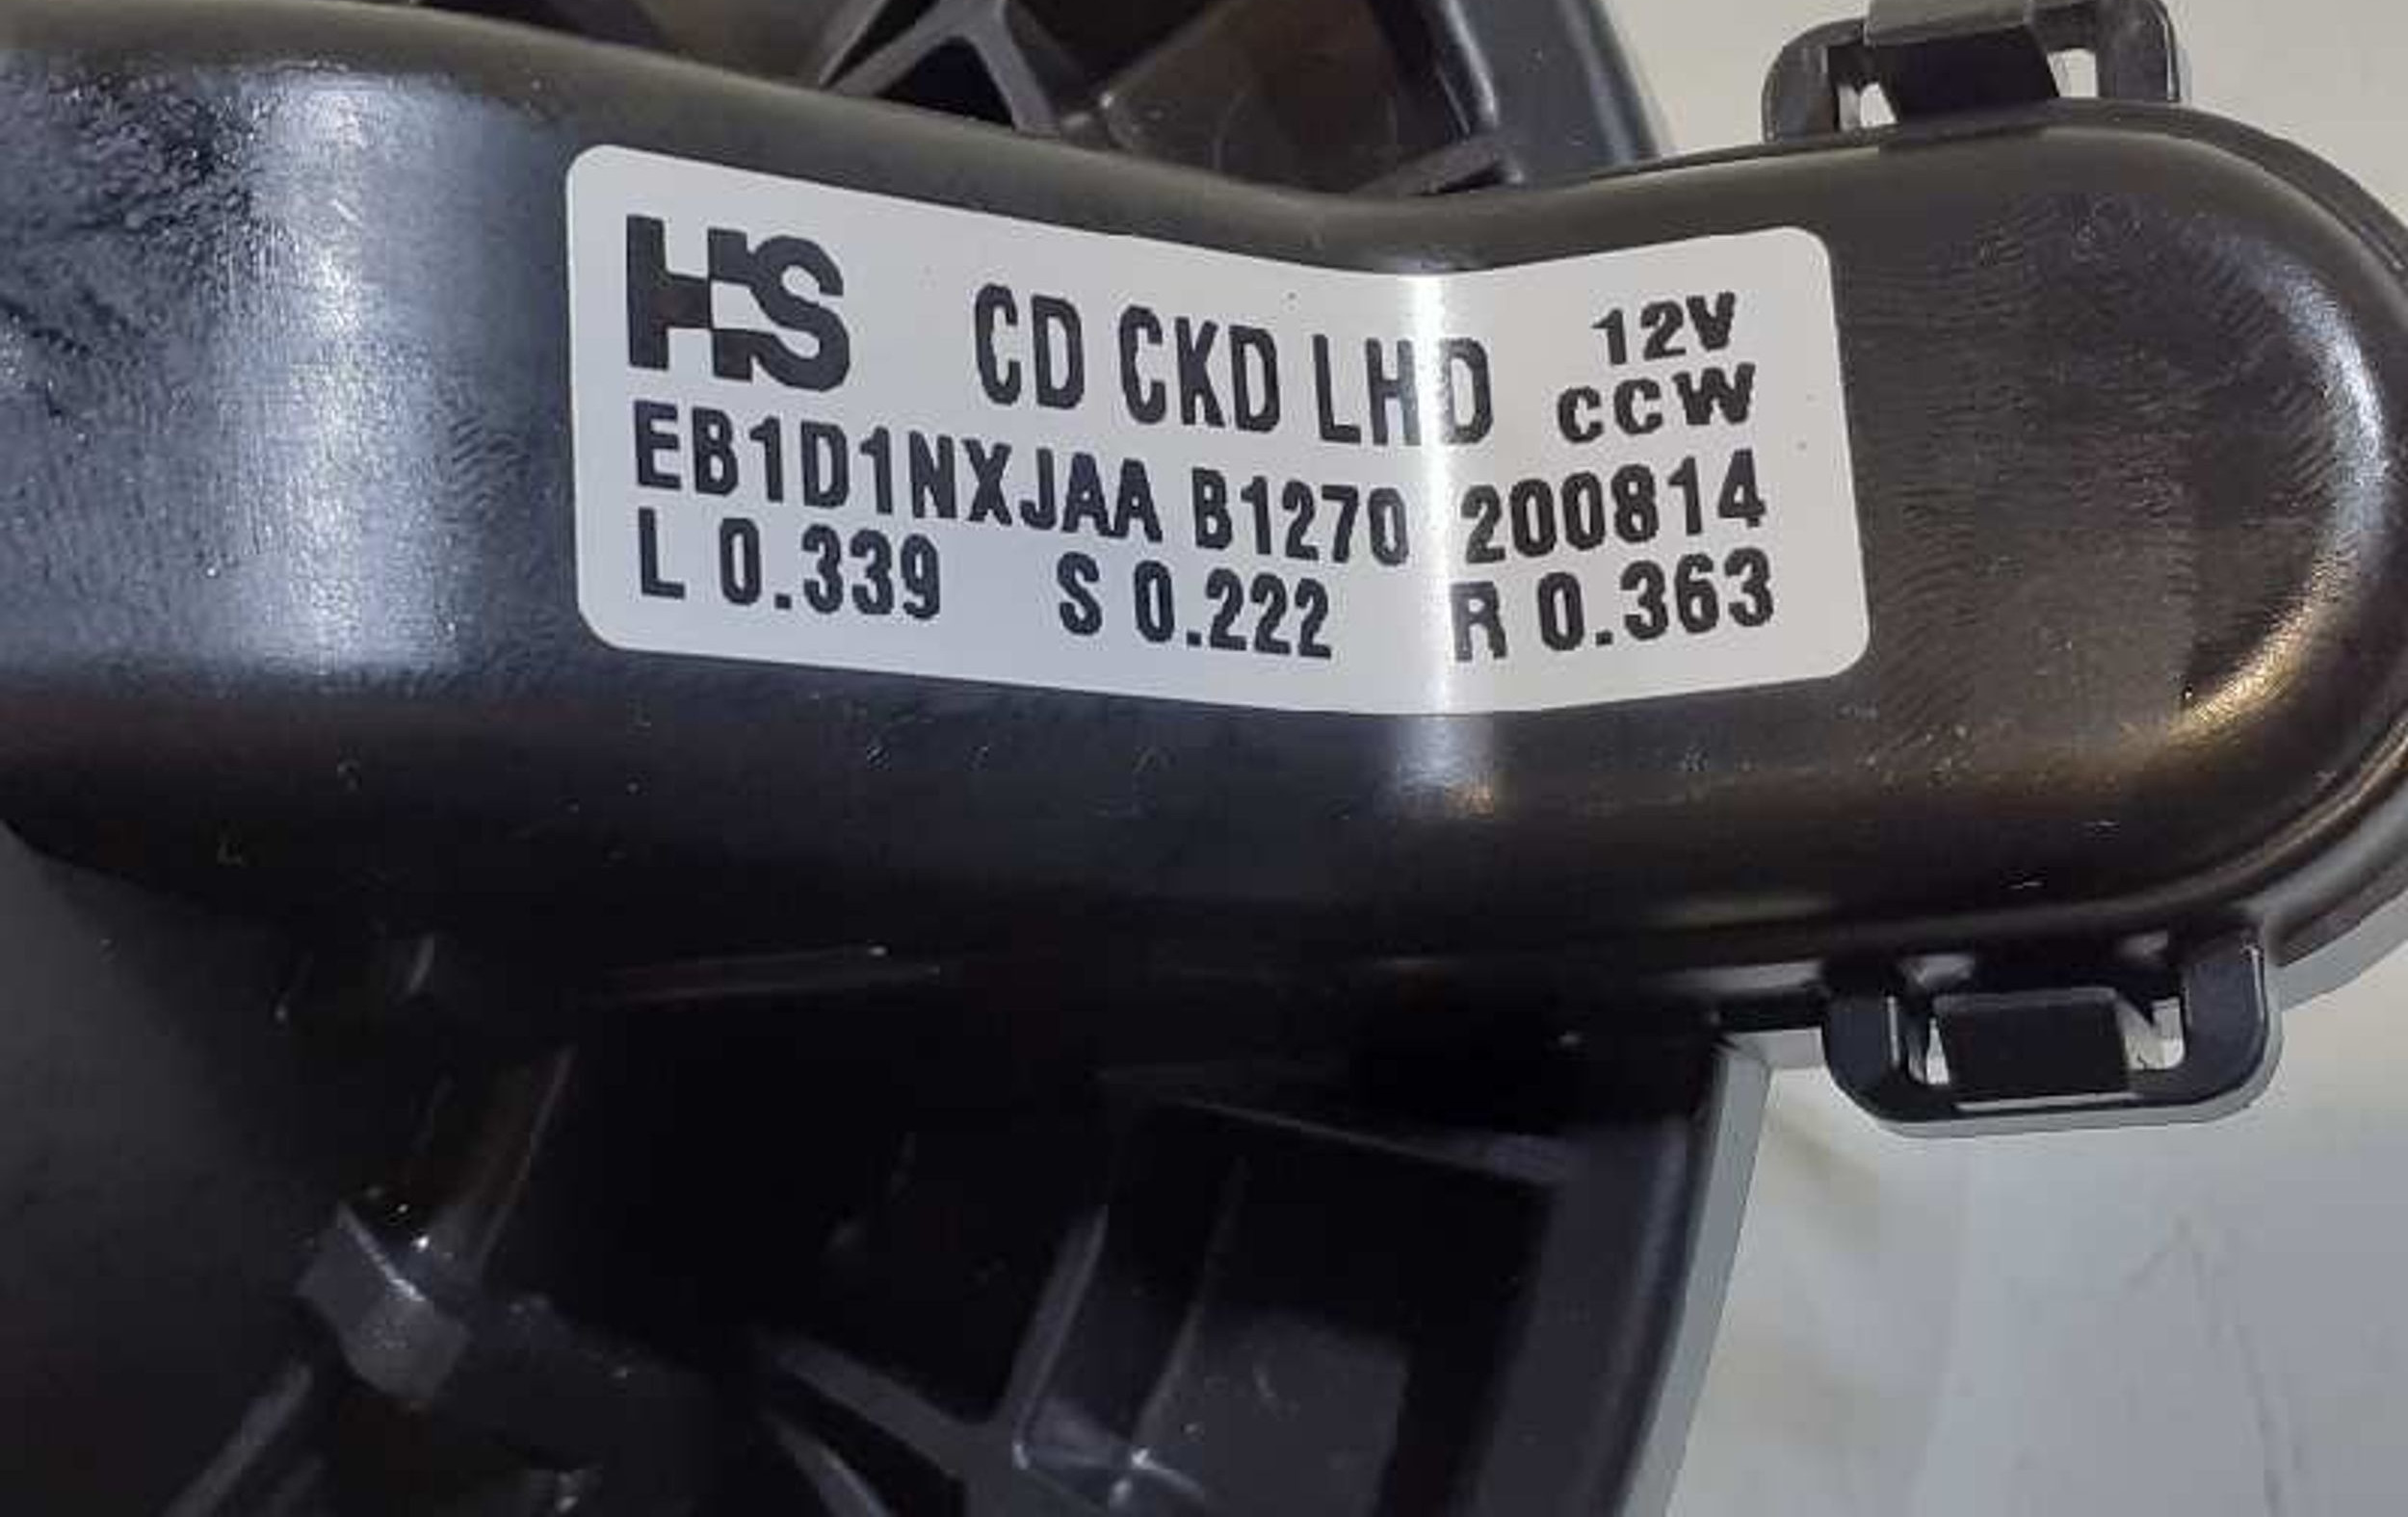 HS CD CKD LHD 12V
CCW
EB1D1NXJAA B1270 200814
L 0.339 S 0.222 R 0.363